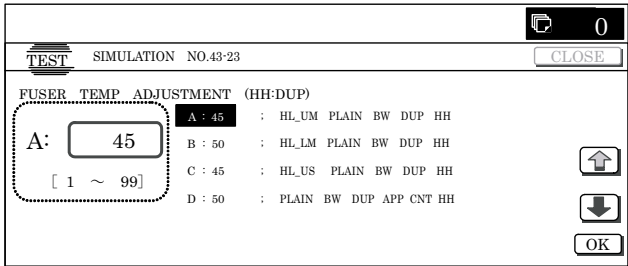 0
TEST SIMULATION NO.43-23 CLOSE
FUSER TEMP ADJUSTMENT (HH:DUP)
A: 45
[ 1 ~ 99]
A : 45 ; HL_UM PLAIN BW DUP HH
B : 50 ; HL_LM PLAIN BW DUP HH
C : 45 ; HL_US PLAIN BW DUP HH
D : 50 ; PLAIN BW DUP APP CNT HH
OK